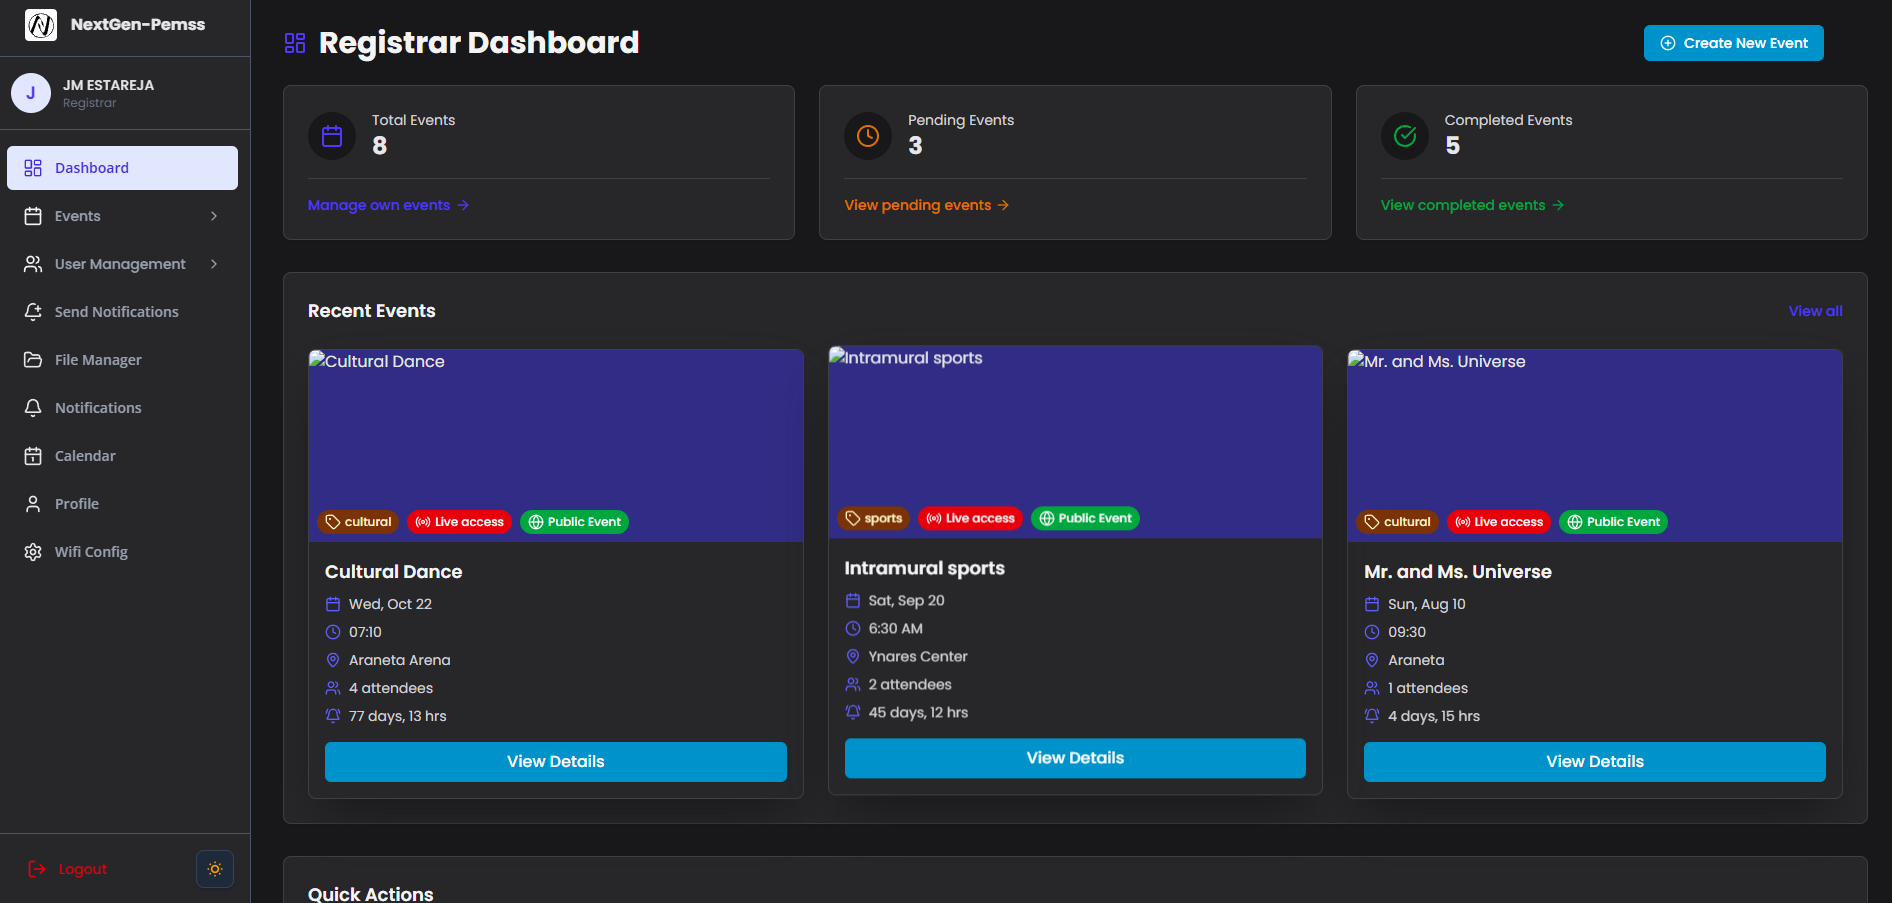 NextGen-Pemss
J
JM ESTAREJA
Registrar
Dashboard
Events
User Management
Send Notifications
File Manager
Notifications
Calendar
Profile
Wifi Config
Logout
Registrar Dashboard
Create New Event
Total Events
8
Manage own events →
Pending Events
3
View pending events →
Completed Events
5
View completed events →
Recent Events
View all
Cultural Dance
cultural Live access Public Event
Cultural Dance
Wed, Oct 22
07:10
Araneta Arena
4 attendees
77 days, 13 hrs
View Details
Intramural sports
sports Live access Public Event
Intramural sports
Sat, Sep 20
6:30 AM
Ynares Center
2 attendees
45 days, 12 hrs
View Details
Mr. and Ms. Universe
cultural Live access Public Event
Mr. and Ms. Universe
Sun, Aug 10
09:30
Araneta
1 attendees
4 days, 15 hrs
View Details
Quick Actions